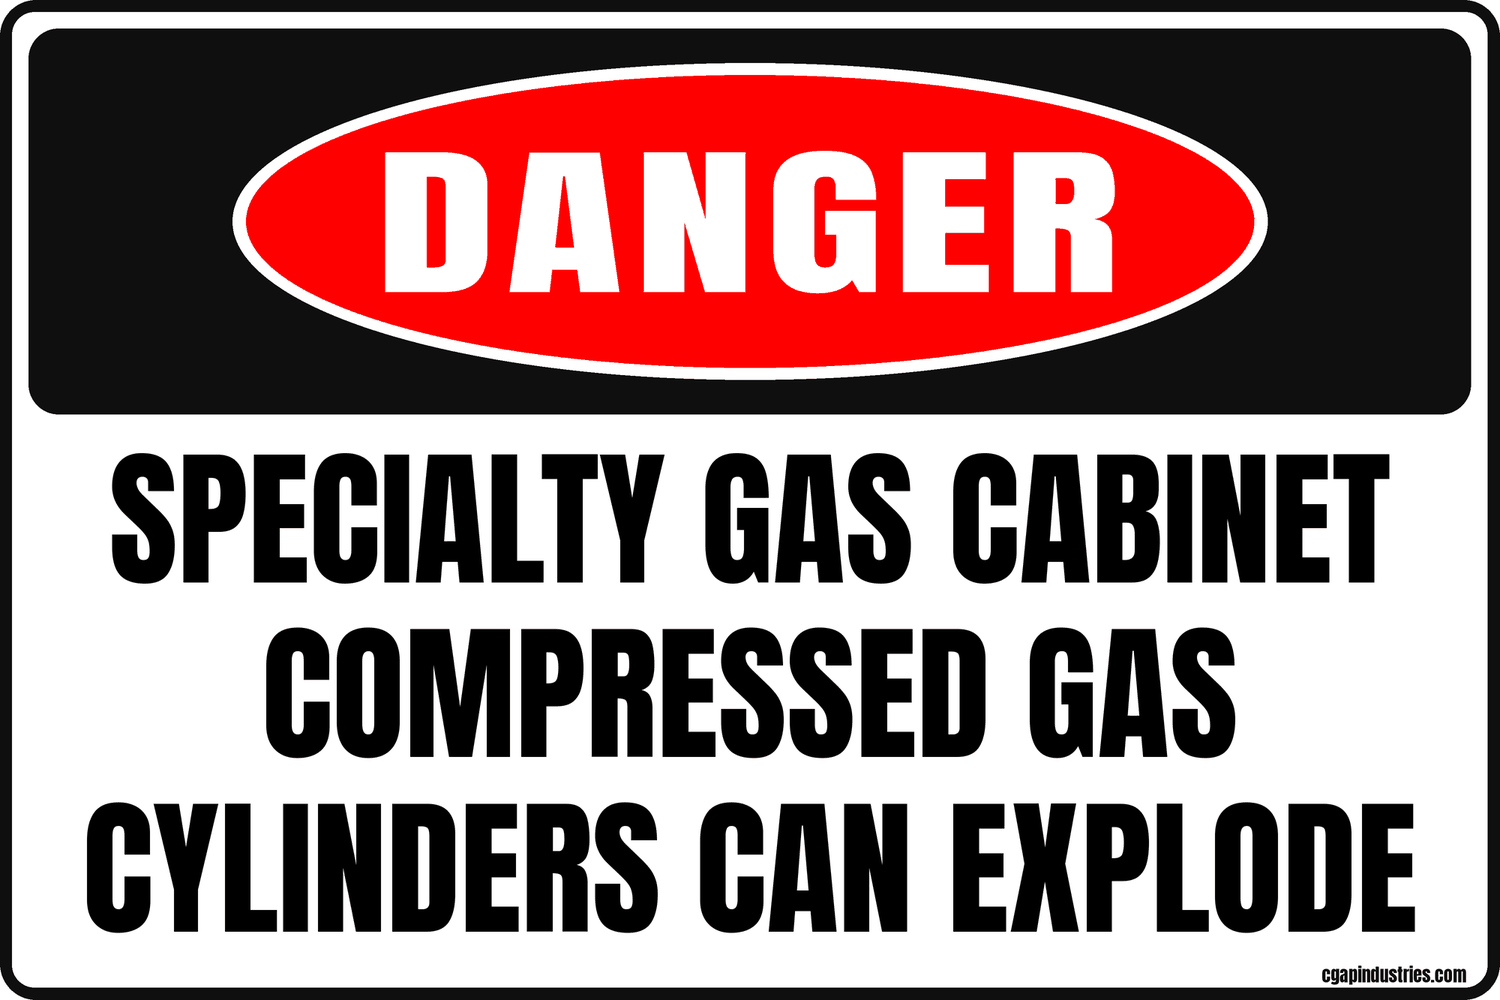 DANGER
SPECIALTY GAS CABINET
COMPRESSED GAS
CYLINDERS CAN EXPLODE
cgapindustries.com